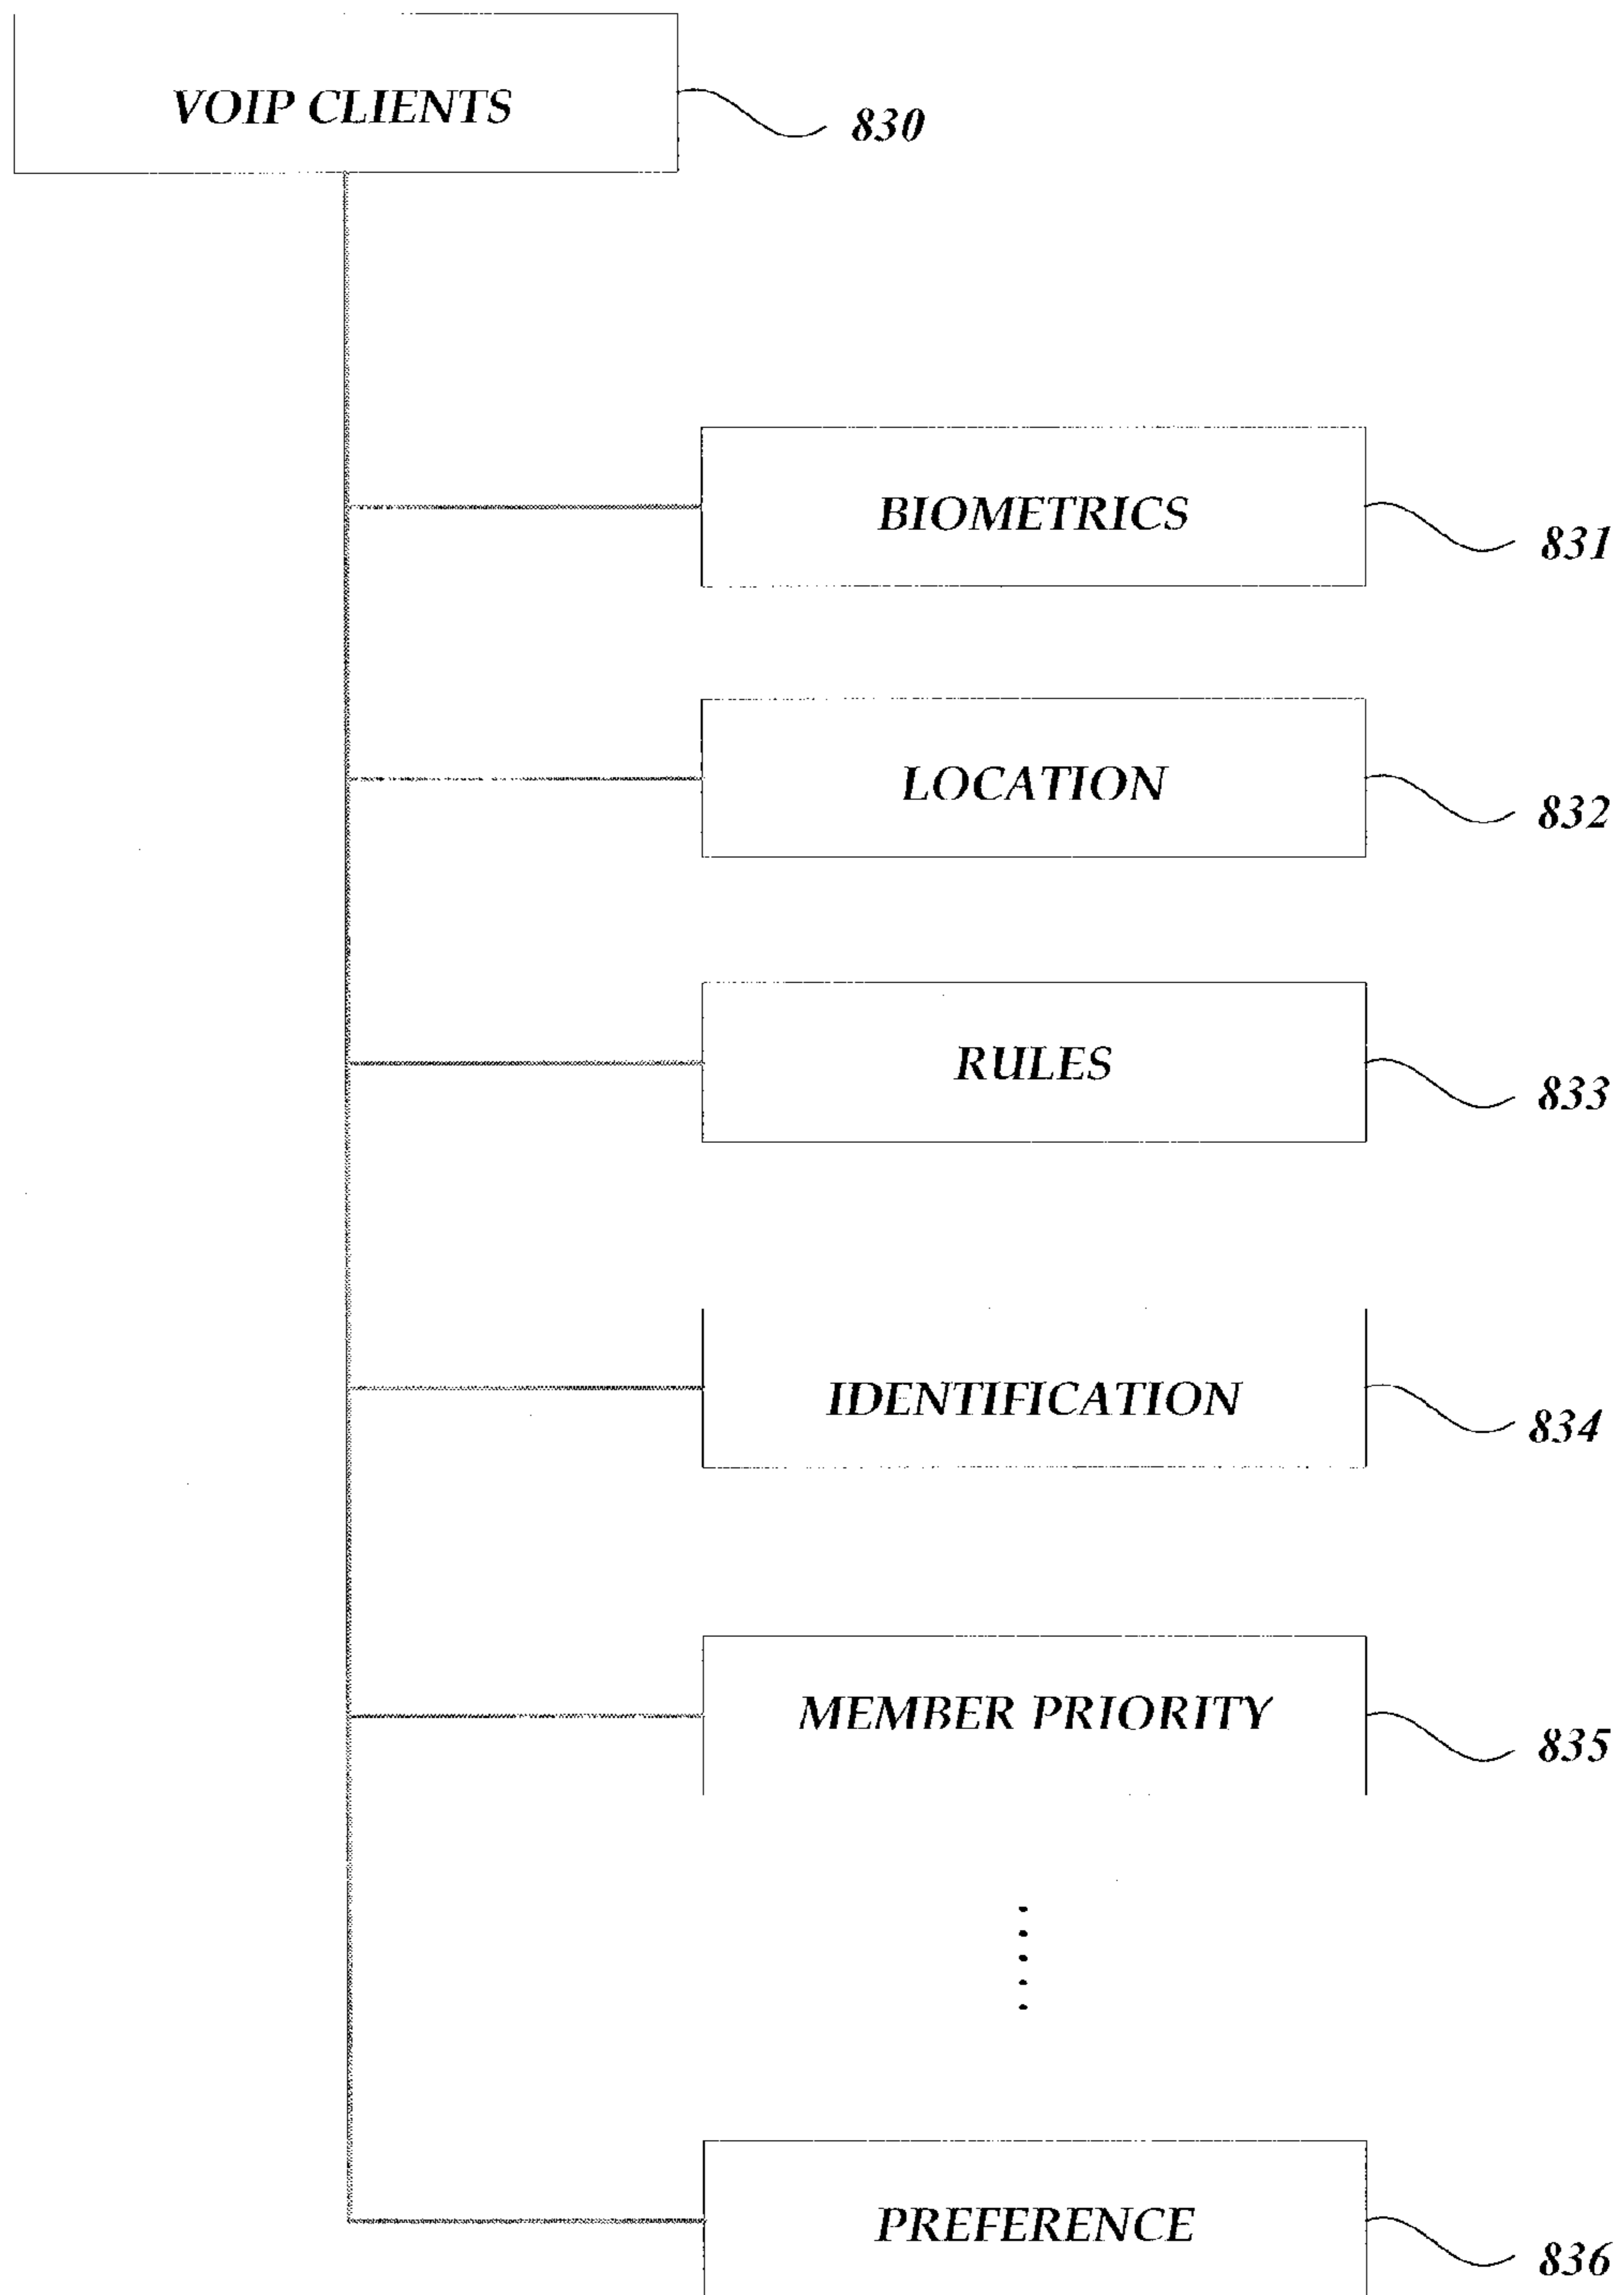 VOIP CLIENTS
830
BIOMETRICS
831
LOCATION
832
RULES
833
IDENTIFICATION
834
MEMBER PRIORITY
835
PREFERENCE
836